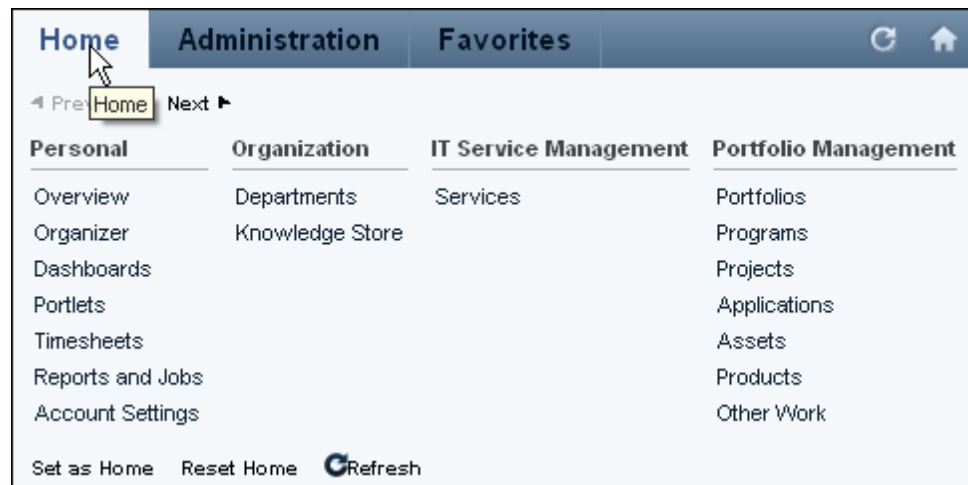 Home Administration Favorites
◄ Prev Home Next ►
Personal Organization IT Service Management Portfolio Management
Overview Departments Services Portfolios
Organizer Knowledge Store Programs
Dashboards Projects
Portlets Applications
Timesheets Assets
Reports and Jobs Products
Account Settings Other Work
Set as Home Reset Home Refresh